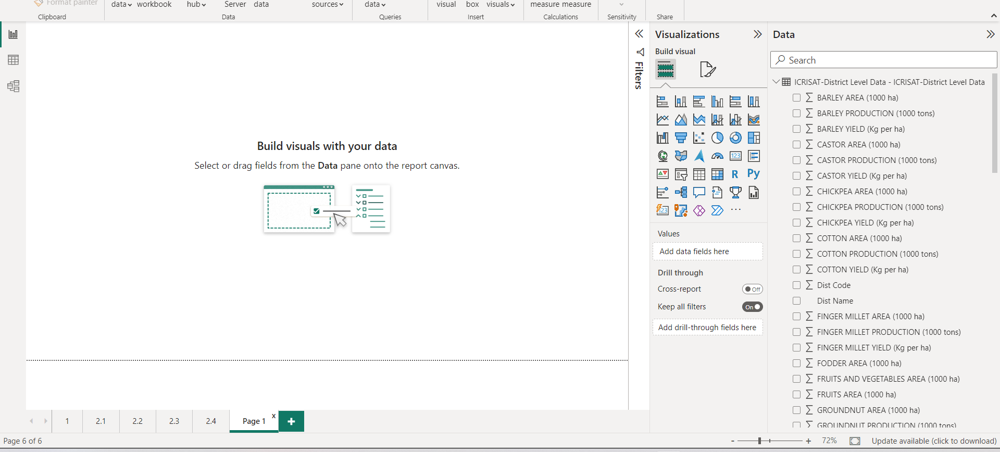 Format painter
data workbook hub Server data sources data visual box visuals measure measure
Clipboard Data Queries Insert Calculations Sensitivity Share
Build visuals with your data
Select or drag fields from the Data pane onto the report canvas.
Filters
Visualizations
Build visual
123
R
Py
123
Values
Add data fields here
Drill through
Cross-report Off
Keep all filters On
Add drill-through fields here
Data
Search
ICRISAT-District Level Data - ICRISAT-District Level Data
BARLEY AREA (1000 ha)
BARLEY PRODUCTION (1000 tons)
BARLEY YIELD (Kg per ha)
CASTOR AREA (1000 ha)
CASTOR PRODUCTION (1000 tons)
CASTOR YIELD (Kg per ha)
CHICKPEA AREA (1000 ha)
CHICKPEA PRODUCTION (1000 tons)
CHICKPEA YIELD (Kg per ha)
COTTON AREA (1000 ha)
COTTON PRODUCTION (1000 tons)
COTTON YIELD (Kg per ha)
Dist Code
Dist Name
FINGER MILLET AREA (1000 ha)
FINGER MILLET PRODUCTION (1000 tons)
FINGER MILLET YIELD (Kg per ha)
FODDER AREA (1000 ha)
FRUITS AND VEGETABLES AREA (1000 ha)
FRUITS AREA (1000 ha)
GROUNDNUT AREA (1000 ha)
GROUNDNUT PRODUCTION (1000 tons)
1 2.1 2.2 2.3 2.4 Page 1 x +
Page 6 of 6
- + 72% Update available (click to download)